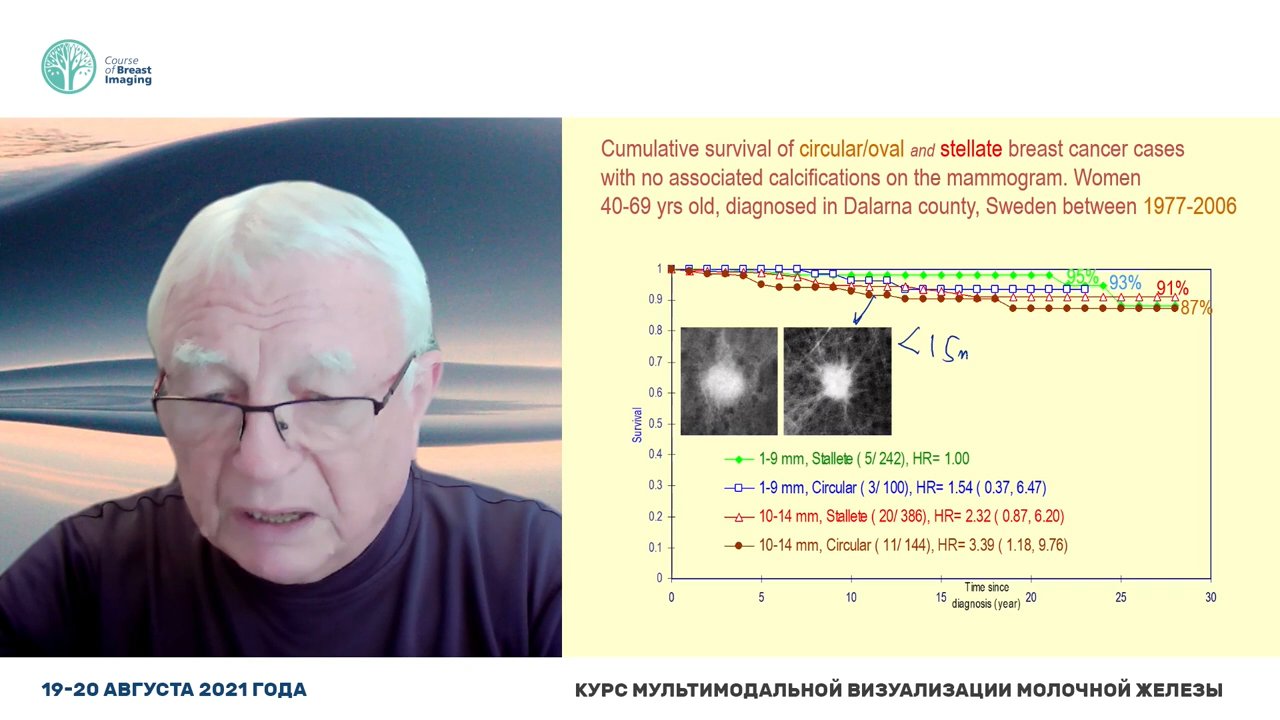 Course
of Breast
Imaging
Cumulative survival of circular/oval and stellate breast cancer cases
with no associated calcifications on the mammogram. Women
40-69 yrs old, diagnosed in Dalarna county, Sweden between 1977-2006
1
0.9
0.8
0.7
0.6
0.5
0.4
0.3
0.2
0.1
0
Survival
95%
93%
91%
87%
1-9 mm, Stallete ( 5/ 242), HR= 1.00
1-9 mm, Circular ( 3/ 100), HR= 1.54 ( 0.37, 6.47)
10-14 mm, Stallete ( 20/ 386), HR= 2.32 ( 0.87, 6.20)
10-14 mm, Circular ( 11/ 144), HR= 3.39 ( 1.18, 9.76)
0 5 10 15 20 25 30
Time since
diagnosis (year)
19-20 АВГУСТА 2021 ГОДА
КУРС МУЛЬТИМОДАЛЬНОЙ ВИЗУАЛИЗАЦИИ МОЛОЧНОЙ ЖЕЛЕЗЫ